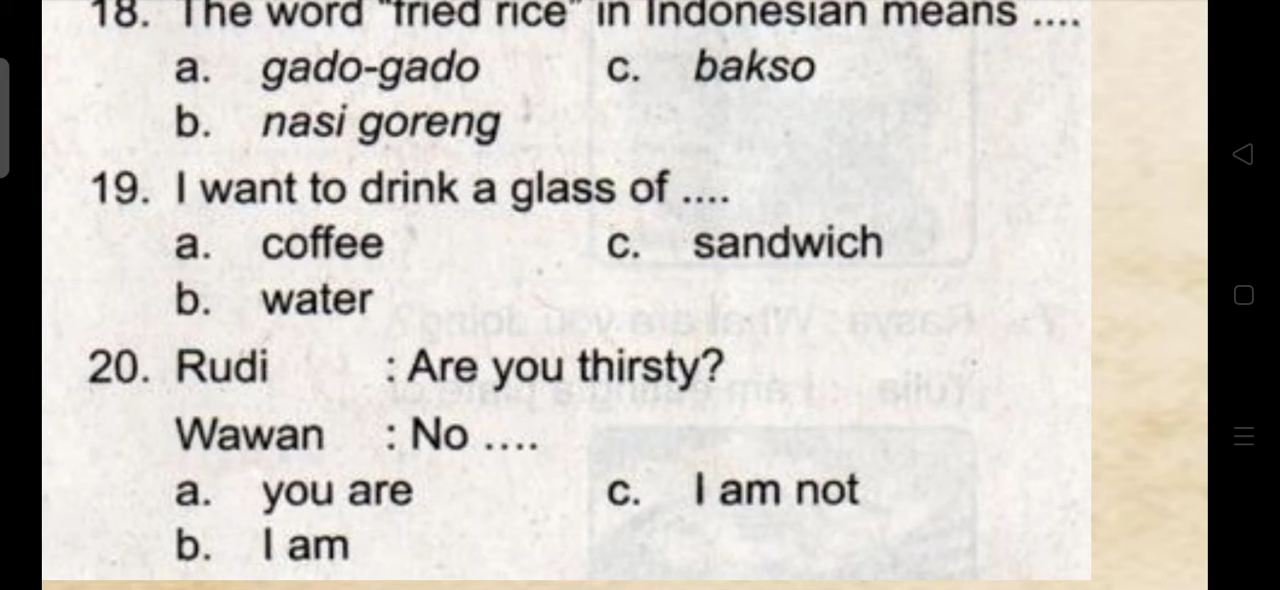 18. The word "fried rice" in Indonesian means ....
a. gado-gado c. bakso
b. nasi goreng
19. I want to drink a glass of ....
a. coffee c. sandwich
b. water
20. Rudi : Are you thirsty?
Wawan : No ....
a. you are c. I am not
b. I am